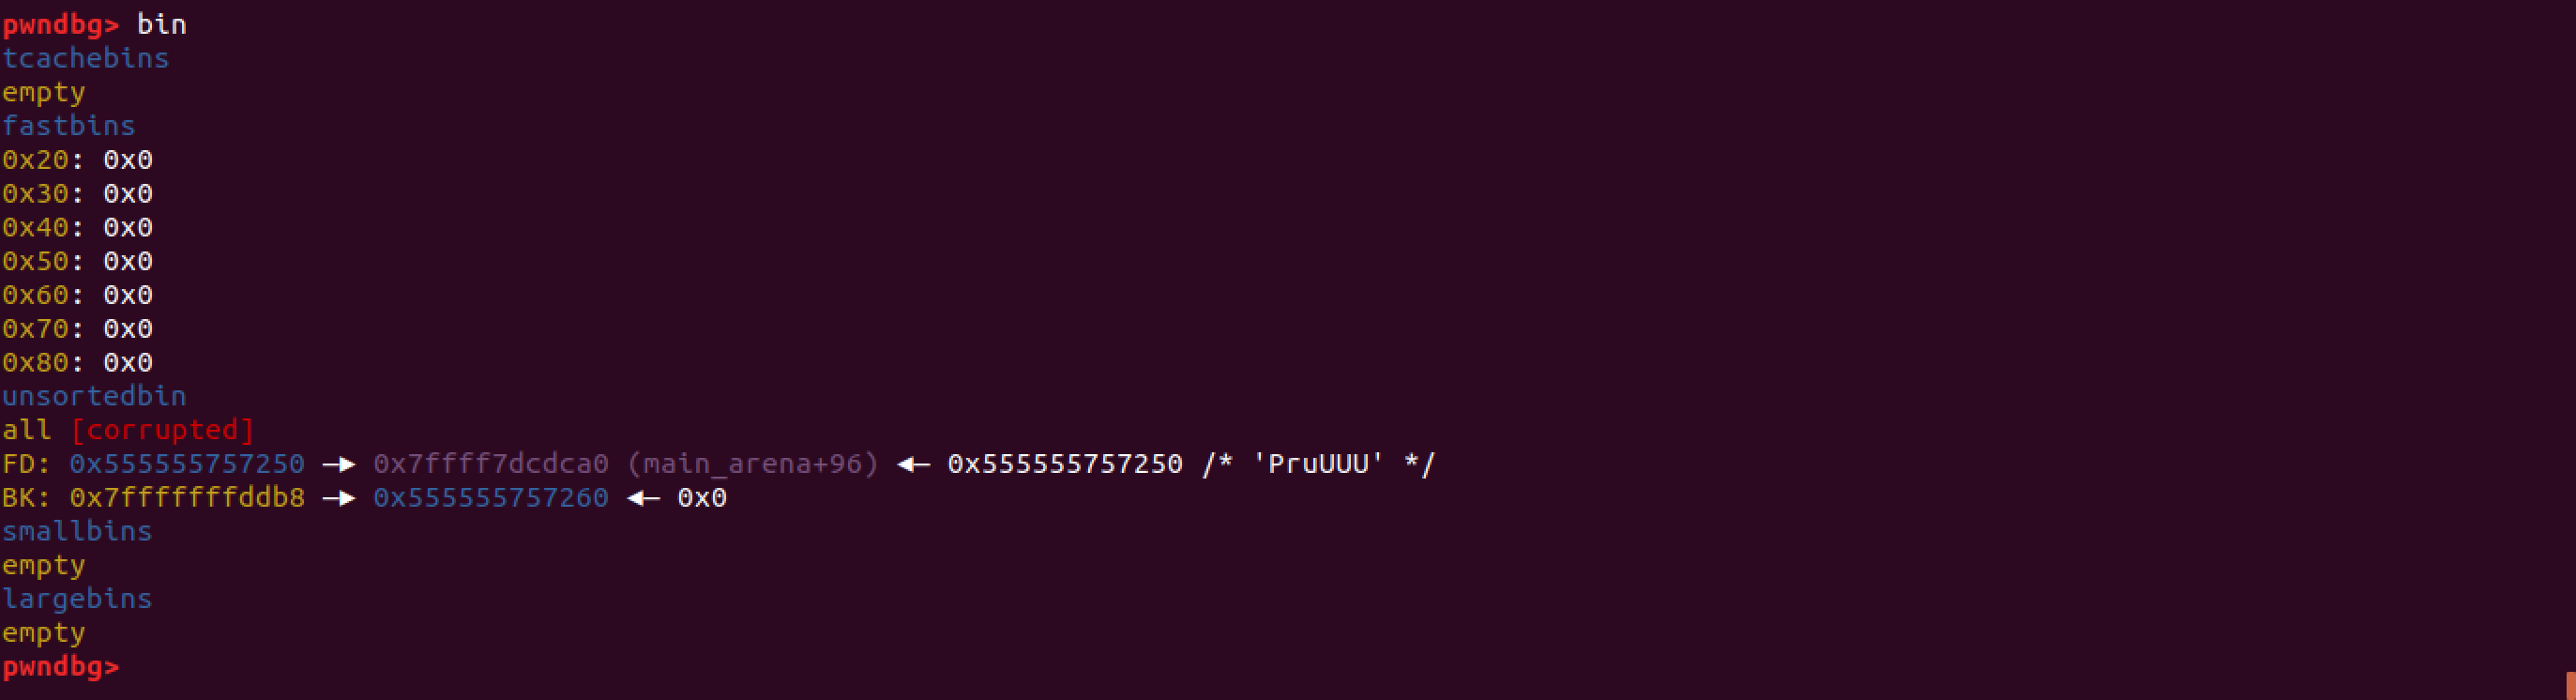 pwndbg> bin
tcachebins
empty
fastbins
0x20: 0x0
0x30: 0x0
0x40: 0x0
0x50: 0x0
0x60: 0x0
0x70: 0x0
0x80: 0x0
unsortedbin
all [corrupted]
FD: 0x555555757250 —▸ 0x7ffff7dcdca0 (main_arena+96) ◂— 0x555555757250 /* 'PruUUU' */
BK: 0x7fffffffddb8 —▸ 0x555555757260 ◂— 0x0
smallbins
empty
largebins
empty
pwndbg>